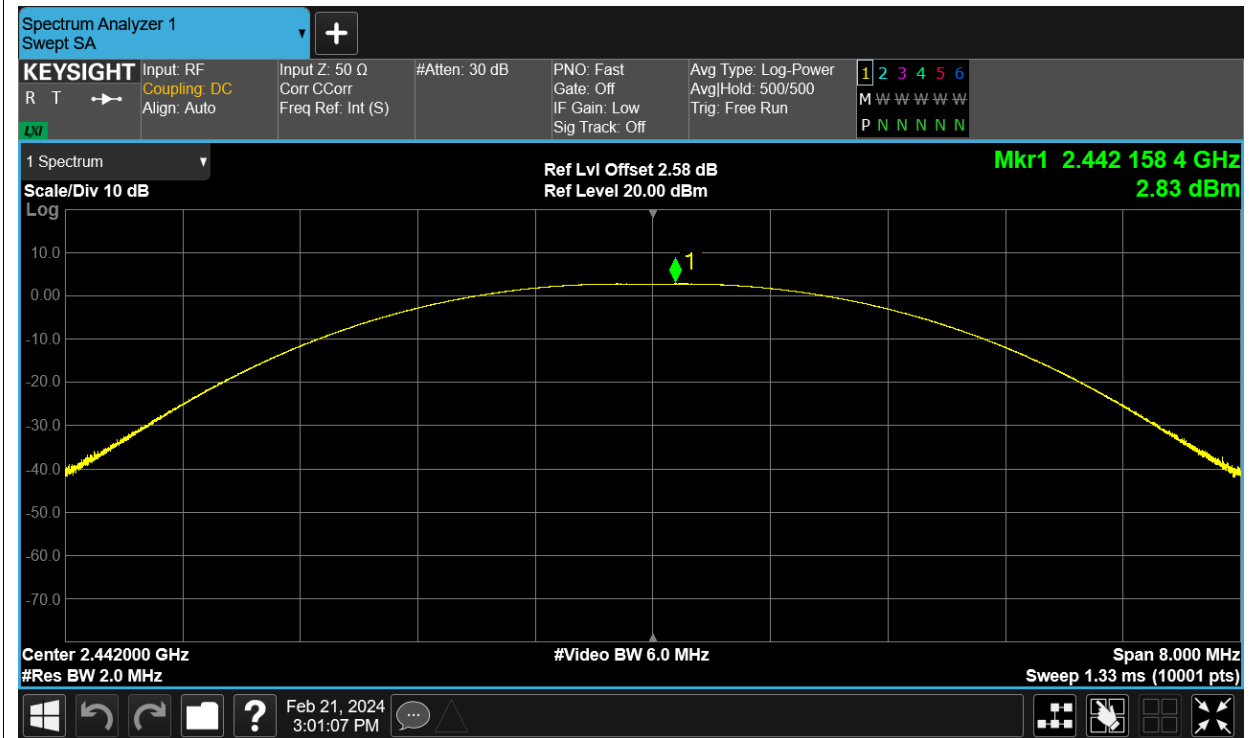 Spectrum Analyzer 1
Swept SA
+
KEYSIGHT Input: RF Input Z: 50 Ω #Atten: 30 dB PNO: Fast Avg Type: Log-Power 1 2 3 4 5 6
R T Coupling: DC Corr CCorr Gate: Off Avg|Hold: 500/500 M W W W W W
Align: Auto Freq Ref: Int (S) IF Gain: Low Trig: Free Run
LXI Sig Track: Off P N N N N N
1 Spectrum Ref Lvl Offset 2.58 dB Mkr1 2.442 158 4 GHz
Scale/Div 10 dB Ref Level 20.00 dBm 2.83 dBm
Log
10.0
1
0.00
-10.0
-20.0
-30.0
-40.0
-50.0
-60.0
-70.0
Center 2.442000 GHz #Video BW 6.0 MHz Span 8.000 MHz
#Res BW 2.0 MHz Sweep 1.33 ms (10001 pts)
? Feb 21, 2024
3:01:07 PM